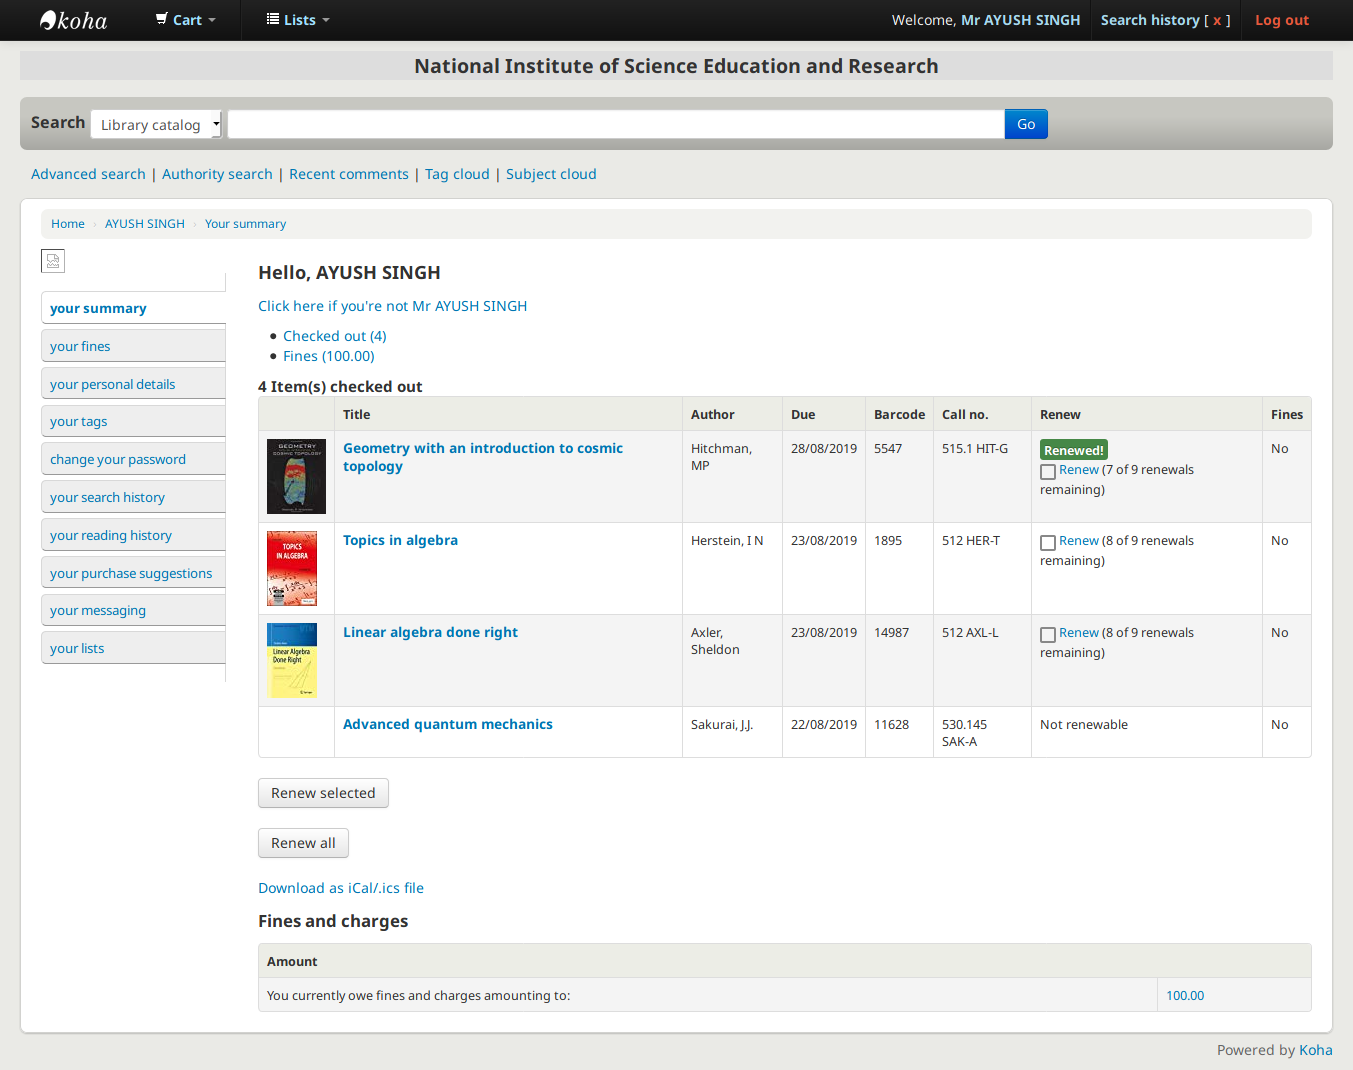 koha Cart Lists Welcome, Mr AYUSH SINGH Search history [ x ] Log out
National Institute of Science Education and Research
Search Library catalog Go
Advanced search | Authority search | Recent comments | Tag cloud | Subject cloud
Home › AYUSH SINGH › Your summary
your summary
your fines
your personal details
your tags
change your password
your search history
your reading history
your purchase suggestions
your messaging
your lists
Hello, AYUSH SINGH
Click here if you're not Mr AYUSH SINGH
• Checked out (4)
• Fines (100.00)
4 Item(s) checked out
Title Author Due Barcode Call no. Renew Fines
GEOMETRY
COSMIC TOPOLOGY
Geometry with an introduction to cosmic
topology
Hitchman,
MP
28/08/2019 5547 515.1 HIT-G
Renewed!
Renew (7 of 9 renewals
remaining)
No
TOPICS
IN ALGEBRA
Topics in algebra Herstein, I N 23/08/2019 1895 512 HER-T
Renew (8 of 9 renewals
remaining)
No
Linear Algebra
Done Right
Linear algebra done right
Axler,
Sheldon
23/08/2019 14987 512 AXL-L
Renew (8 of 9 renewals
remaining)
No
Advanced quantum mechanics Sakurai, J.J. 22/08/2019 11628
530.145
SAK-A
Not renewable No
Renew selected
Renew all
Download as iCal/.ics file
Fines and charges
Amount
You currently owe fines and charges amounting to: 100.00
Powered by Koha